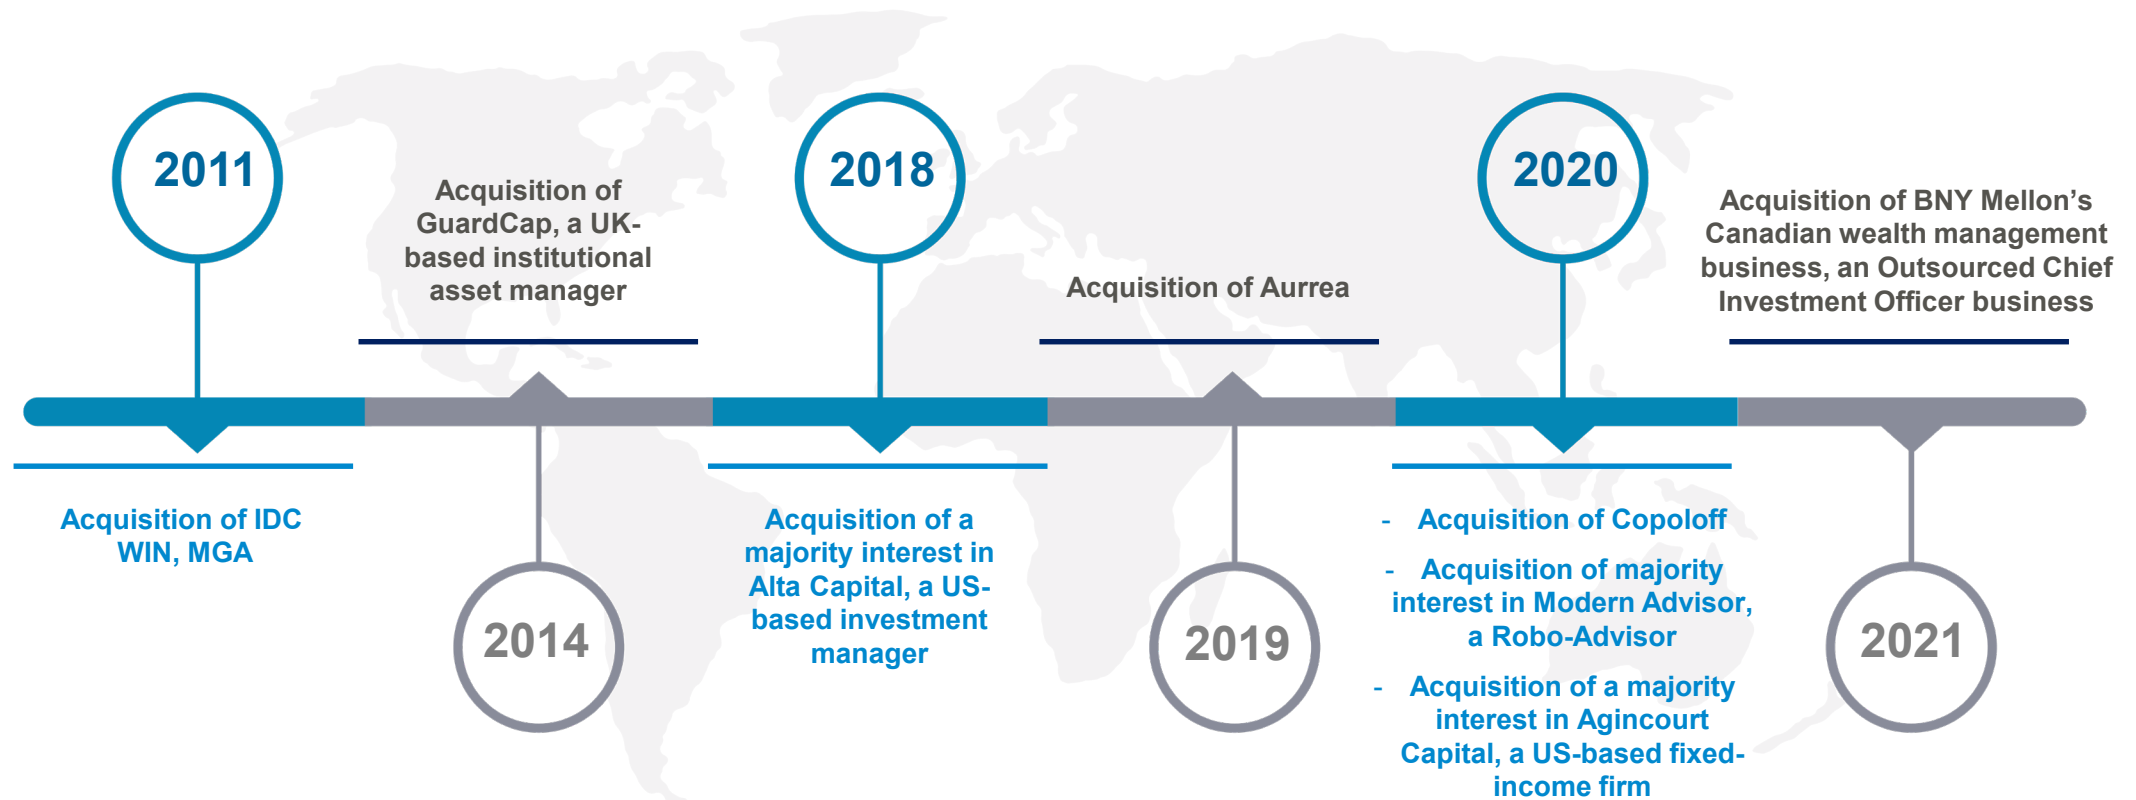 2011
Acquisition of IDC
WIN, MGA
Acquisition of
GuardCap, a UK-
based institutional
asset manager
2014
2018
Acquisition of a
majority interest in
Alta Capital, a US-
based investment
manager
Acquisition of Aurrea
2019
2020
- Acquisition of Copoloff
- Acquisition of majority
interest in Modern Advisor,
a Robo-Advisor
- Acquisition of a majority
interest in Agincourt
Capital, a US-based fixed-
income firm
Acquisition of BNY Mellon’s
Canadian wealth management
business, an Outsourced Chief
Investment Officer business
2021